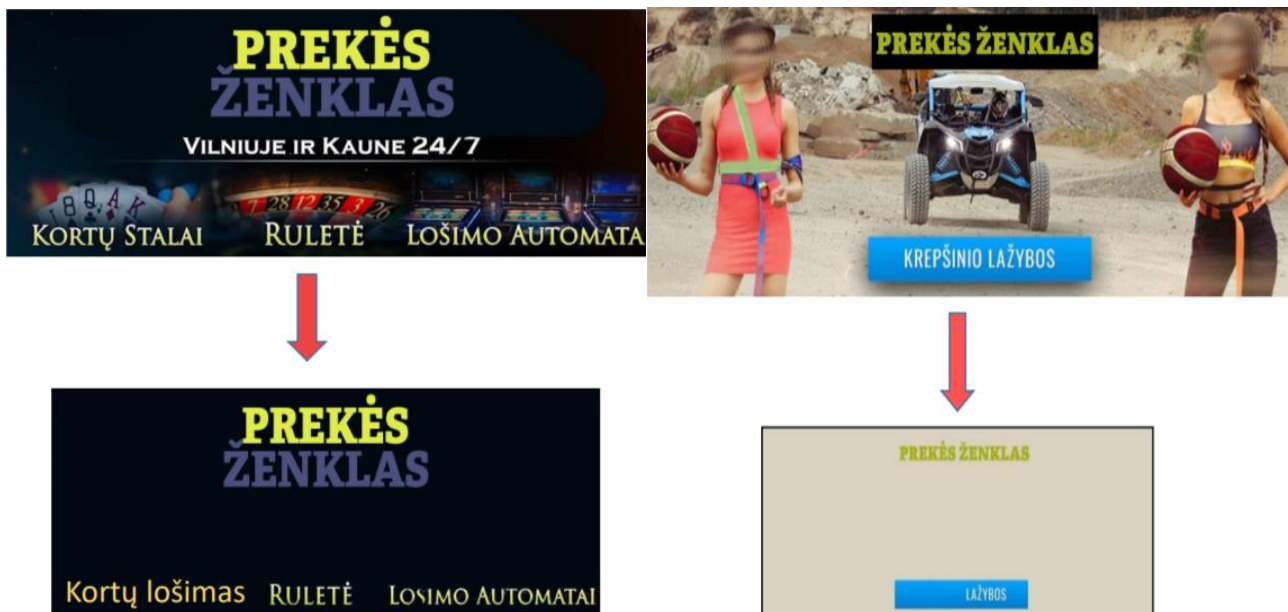 PREKĖS
ŽENKLAS
VILNIUJE IR KAUNE 24/7
KORTŲ STALAI
RULETĖ
LOŠIMO AUTOMATA
PREKĖS ŽENKLAS
KREPŠINIO LAŽYBOS
PREKĖS
ŽENKLAS
Kortų lošimas
RULETĖ
LOSIMO AUTOMATAI
PREKĖS ŽENKLAS
LAŽYBOS